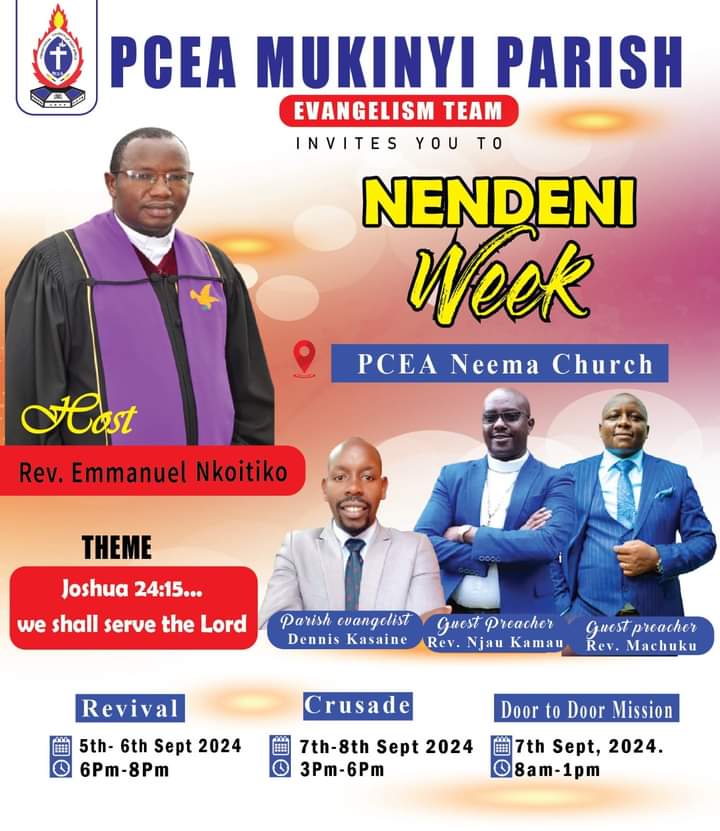 PCEA MUKINYI PARISH
EVANGELISM TEAM
INVITES YOU TO
NENDENI
Week
PCEA Neema Church
Host
Rev. Emmanuel Nkoitiko
THEME
Joshua 24:15...
we shall serve the Lord
Parish evangelist
Dennis Kasaine
Guest Preacher
Rev. Njau Kamau
Guest preacher
Rev. Machuku
Revival
5th- 6th Sept 2024
6Pm-8Pm
Crusade
7th-8th Sept 2024
3Pm-6Pm
Door to Door Mission
7th Sept, 2024.
8am-1pm